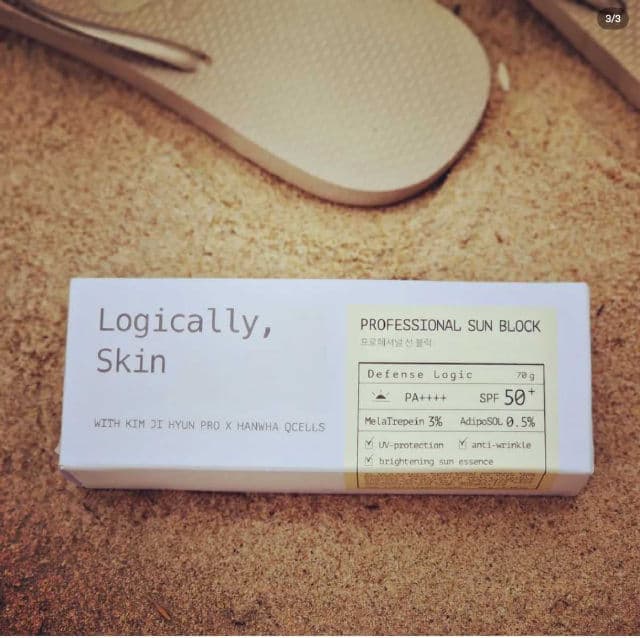 3/3
Logically,
Skin
WITH KIM JI HYUN PRO X HANWHA QCELLS
PROFESSIONAL SUN BLOCK
프로페셔널 선 블럭
Defense Logic 70g
PA++++ SPF 50+
MelaTrepein 3% AdipoSOL 0.5%
UV-protection anti-wrinkle
brightening sun essence